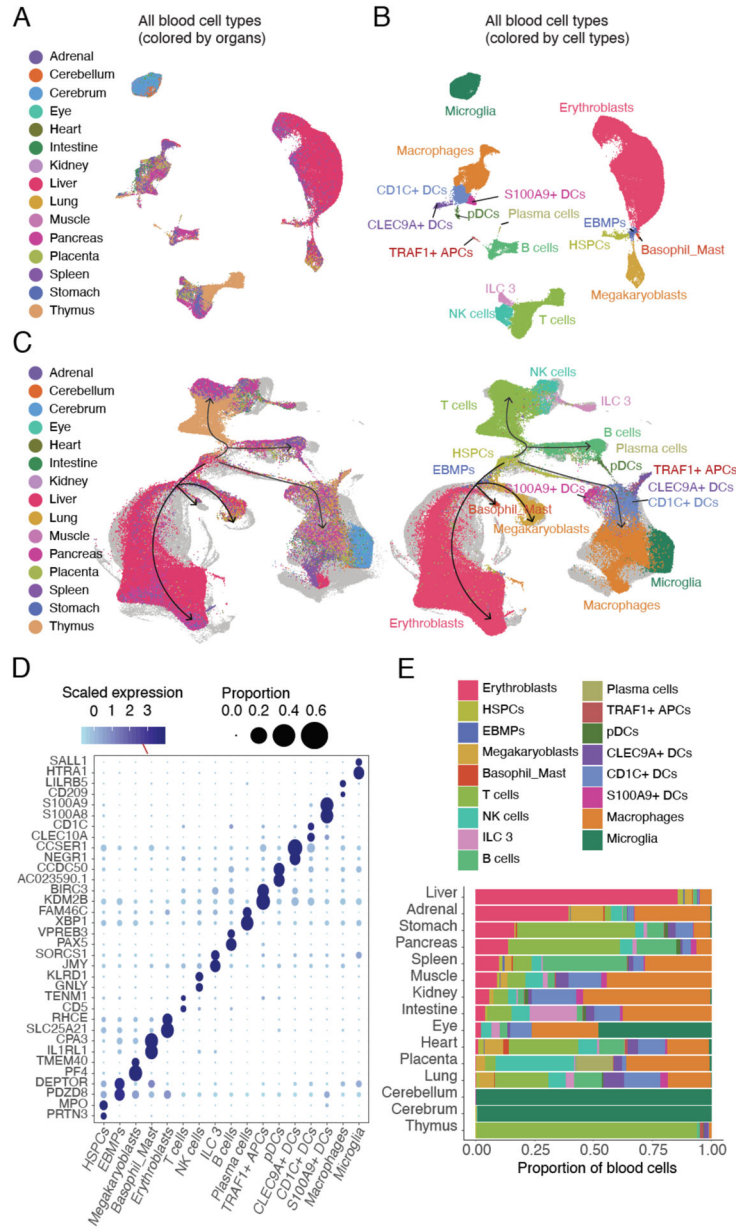 A
All blood cell types
(colored by organs)
Adrenal
Cerebellum
Cerebrum
Eye
Heart
Intestine
Kidney
Liver
Lung
Muscle
Pancreas
Placenta
Spleen
Stomach
Thymus
B
All blood cell types
(colored by cell types)
Microglia
Erythroblasts
Macrophages
CD1C+ DCs
S100A9+ DCs
CLEC9A+ DCs
pDCs
Plasma cells
EBMPs
HSPCs
Basophil_Mast
TRAF1+ APCs
B cells
Megakaryoblasts
ILC 3
NK cells
T cells
C
Adrenal
Cerebellum
Cerebrum
Eye
Heart
Intestine
Kidney
Liver
Lung
Muscle
Pancreas
Placenta
Spleen
Stomach
Thymus
NK cells
T cells
ILC 3
B cells
Plasma cells
HSPCs
pDCs
EBMPs
TRAF1+ APCs
S100A9+ DCs
CLEC9A+ DCs
CD1C+ DCs
Basophil_Mast
Megakaryoblasts
Microglia
Macrophages
Erythroblasts
D
Scaled expression
0 1 2 3
Proportion
0.0 0.2 0.4 0.6
SALL1
HTRA1
LILRB5
CD209
S100A9
S100A8
CD1C
CLEC10A
CCSER1
NEGR1
CCDC50
AC023590.1
BIRC3
KDM2B
FAM46C
XBP1
VPREB3
PAX5
SORCS1
JMY
KLRD1
GNLY
TENM1
CD5
RHCE
SLC25A21
CPA3
IL1RL1
TMEM40
PF4
DEPTOR
PDZD8
MPO
PRTN3
HSPCs
EBMPs
Megakaryoblasts
Basophil_Mast
Erythroblasts
T cells
NK cells
ILC 3
B cells
Plasma cells
TRAF1+ APCs
pDCs
CLEC9A+ DCs
CD1C+ DCs
S100A9+ DCs
Macrophages
Microglia
E
Erythroblasts
HSPCs
EBMPs
Megakaryoblasts
Basophil_Mast
T cells
NK cells
ILC 3
B cells
Plasma cells
TRAF1+ APCs
pDCs
CLEC9A+ DCs
CD1C+ DCs
S100A9+ DCs
Macrophages
Microglia
Liver
Adrenal
Stomach
Pancreas
Spleen
Muscle
Kidney
Intestine
Eye
Heart
Placenta
Lung
Cerebellum
Cerebrum
Thymus
0.00 0.25 0.50 0.75 1.00
Proportion of blood cells